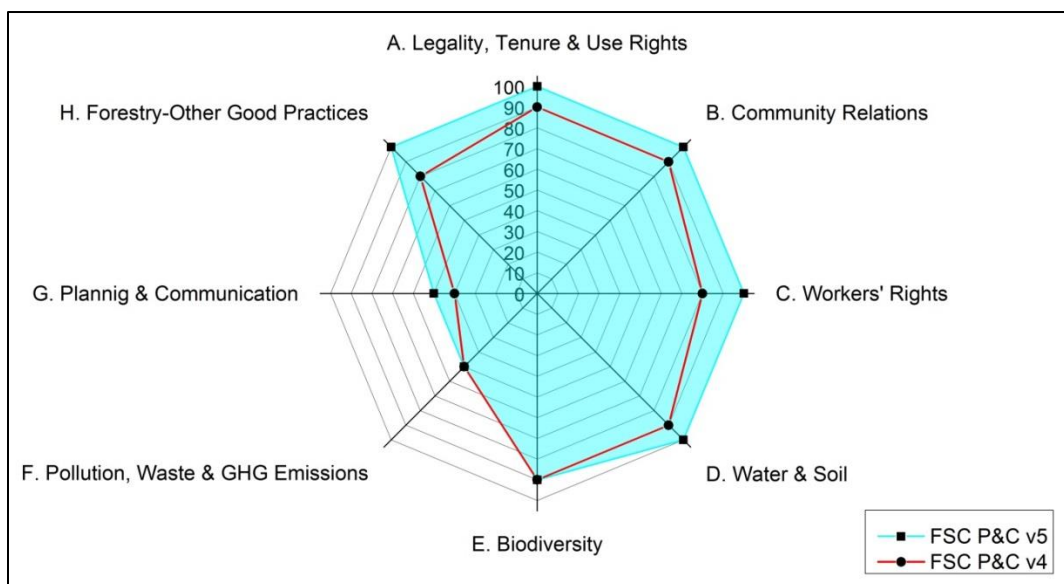 A. Legality, Tenure & Use Rights
H. Forestry-Other Good Practices
B. Community Relations
100
90
80
70
60
50
40
30
20
10
0
G. Plannig & Communication
C. Workers' Rights
F. Pollution, Waste & GHG Emissions
D. Water & Soil
E. Biodiversity
FSC P&C v5
FSC P&C v4